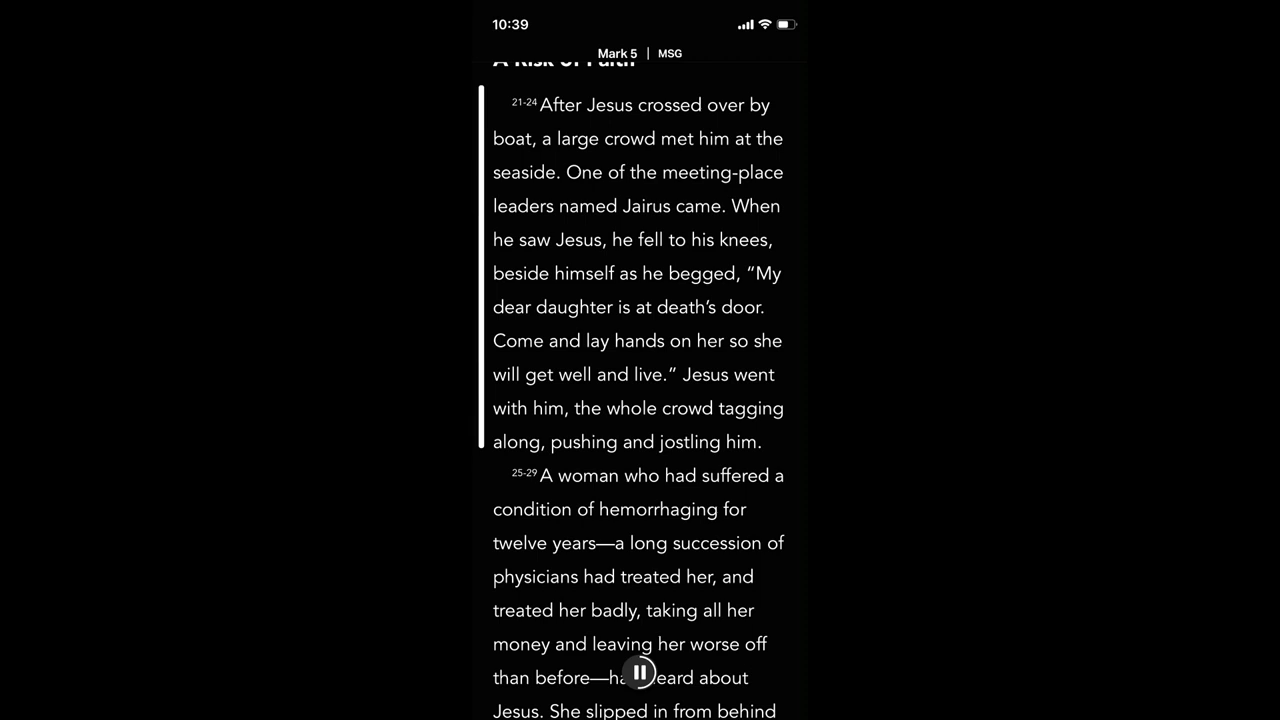 10:39
Mark 5 | MSG
A Risk of Faith
21-24 After Jesus crossed over by
boat, a large crowd met him at the
seaside. One of the meeting-place
leaders named Jairus came. When
he saw Jesus, he fell to his knees,
beside himself as he begged, “My
dear daughter is at death’s door.
Come and lay hands on her so she
will get well and live.” Jesus went
with him, the whole crowd tagging
along, pushing and jostling him.
25-29 A woman who had suffered a
condition of hemorrhaging for
twelve years—a long succession of
physicians had treated her, and
treated her badly, taking all her
money and leaving her worse off
than before— about
Jesus. She slipped in from behind